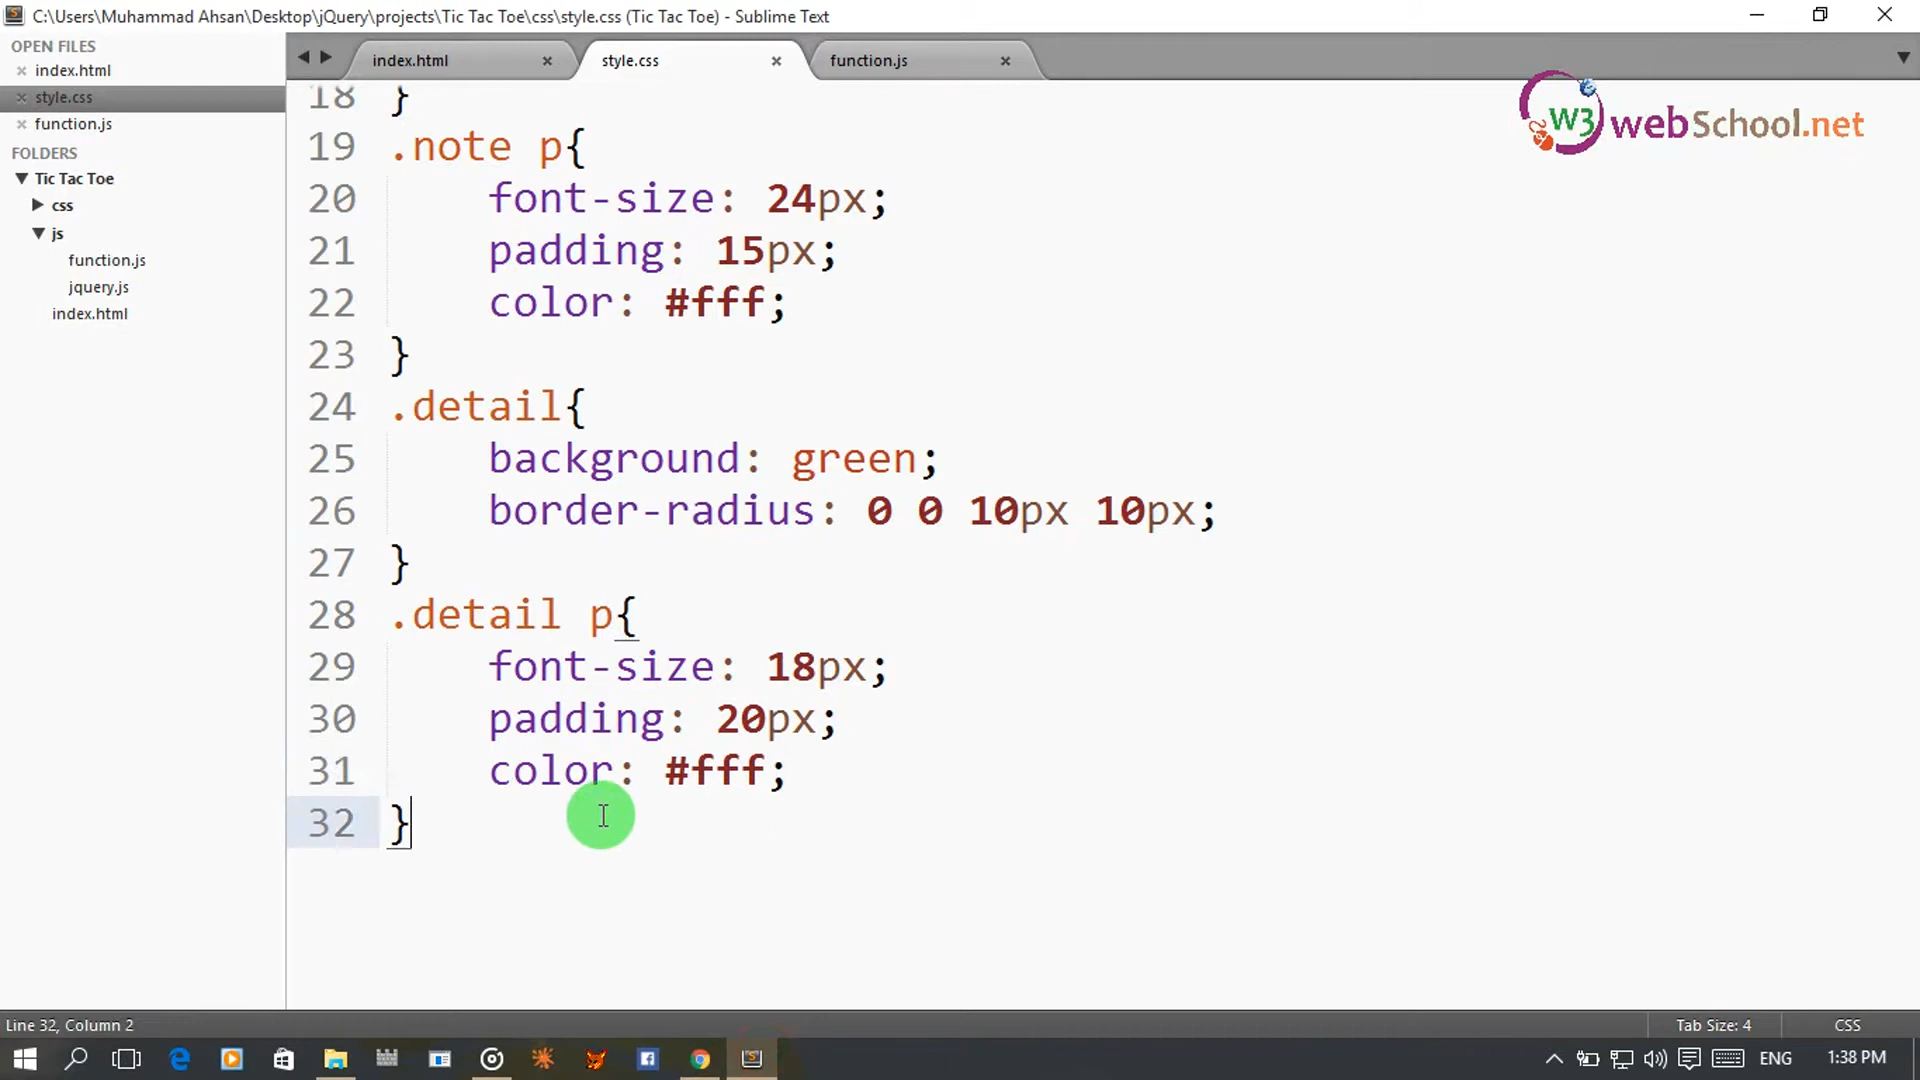 C:\Users\Muhammad Ahsan\Desktop\jQuery\projects\Tic Tac Toe\css\style.css (Tic Tac Toe) - Sublime Text
OPEN FILES
index.html
style.css
function.js
FOLDERS
Tic Tac Toe
css
js
function.js
jquery.js
index.html
index.html
style.css
function.js
W3 webSchool.net
18 }
19 .note p{
20 font-size: 24px;
21 padding: 15px;
22 color: #fff;
23 }
24 .detail{
25 background: green;
26 border-radius: 0 0 10px 10px;
27 }
28 .detail p{
29 font-size: 18px;
30 padding: 20px;
31 color: #fff;
32 }
Line 32, Column 2
Tab Size: 4
CSS
ENG
1:38 PM